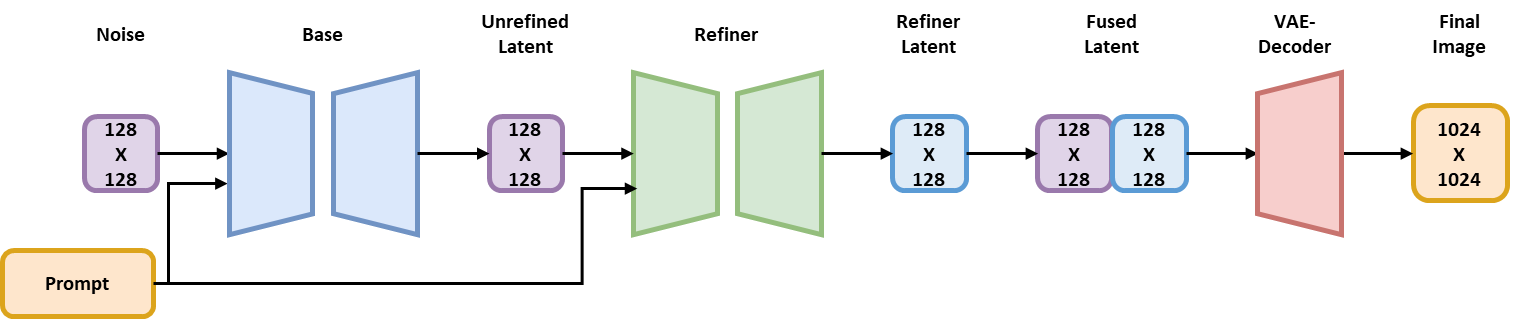 Noise
Base
Unrefined
Latent
Refiner
Refiner
Latent
Fused
Latent
VAE-
Decoder
Final
Image
128
X
128
128
X
128
128
X
128
128
X
128
128
X
128
1024
X
1024
Prompt